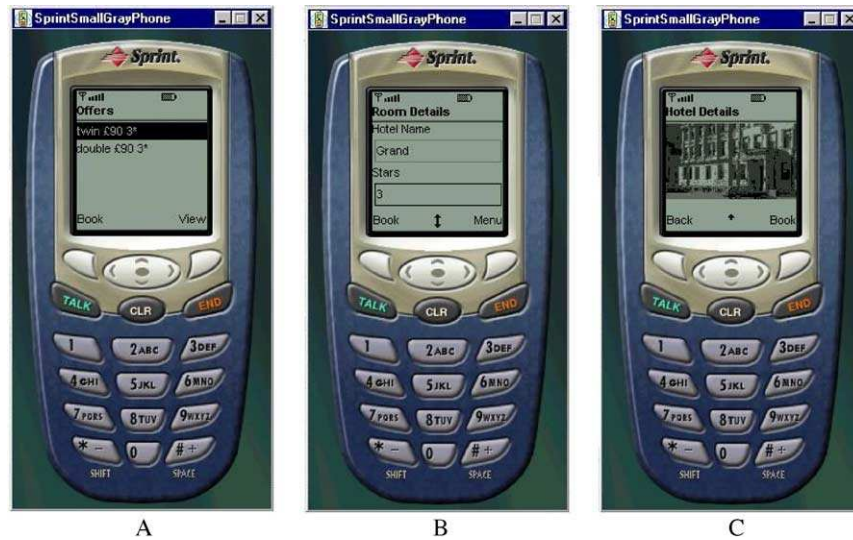 SprintSmallGrayPhone
Sprint.
Offers
twin £90 3*
double £90 3*
Book View
TALK CLR END
1 2ABC 3DEF
4GHI 5JKL 6MNO
7PQRS 8TUV 9WXYZ
* - 0 # +
SHIFT SPACE
A
SprintSmallGrayPhone
Sprint.
Room Details
Hotel Name
Grand
Stars
3
Book Menu
TALK CLR END
1 2ABC 3DEF
4GHI 5JKL 6MNO
7PQRS 8TUV 9WXYZ
* - 0 # +
SHIFT SPACE
B
SprintSmallGrayPhone
Sprint.
Hotel Details
Back Book
TALK CLR END
1 2ABC 3DEF
4GHI 5JKL 6MNO
7PQRS 8TUV 9WXYZ
* - 0 # +
SHIFT SPACE
C